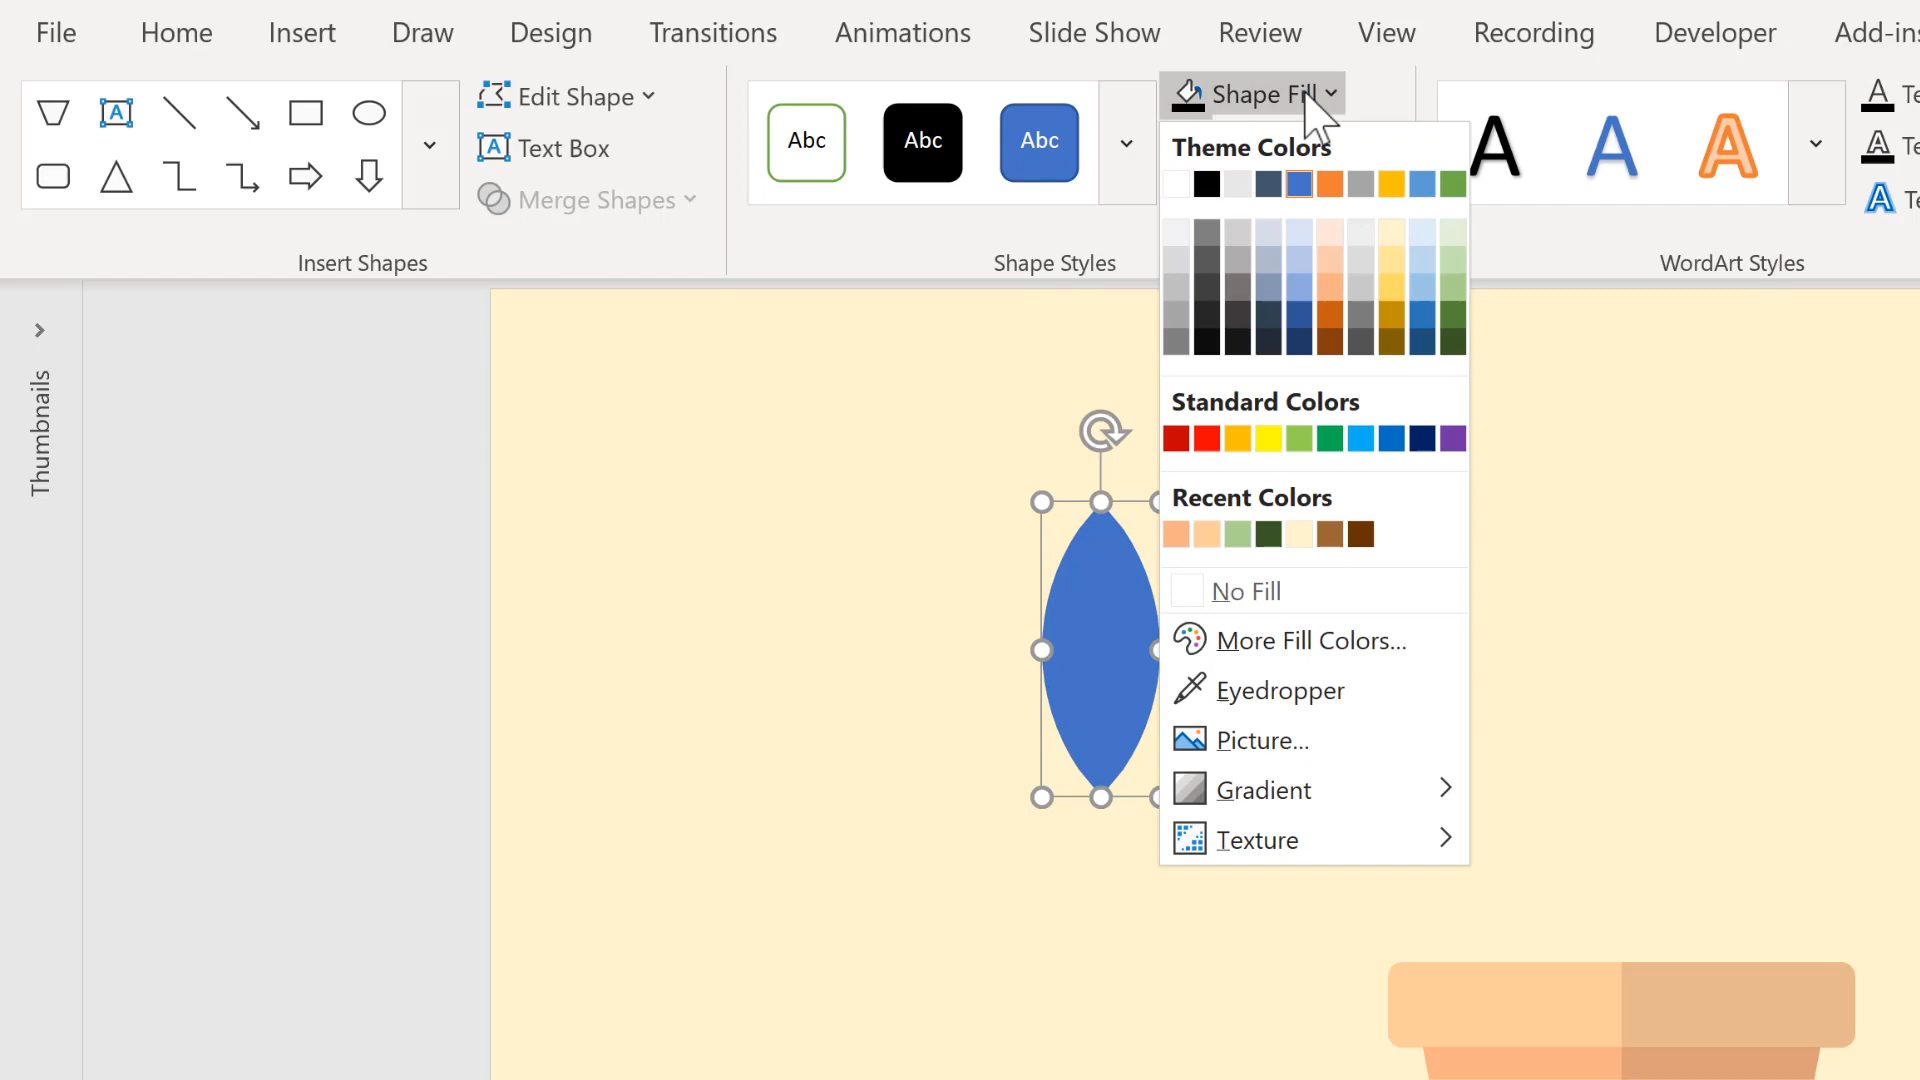 File Home Insert Draw Design Transitions Animations Slide Show Review View Recording Developer Add-ins
Edit Shape
Text Box
Merge Shapes
Insert Shapes
Abc Abc Abc
Shape Styles
Shape Fill
Theme Colors
Standard Colors
Recent Colors
No Fill
More Fill Colors...
Eyedropper
Picture...
Gradient
Texture
A A A
WordArt Styles
Thumbnails